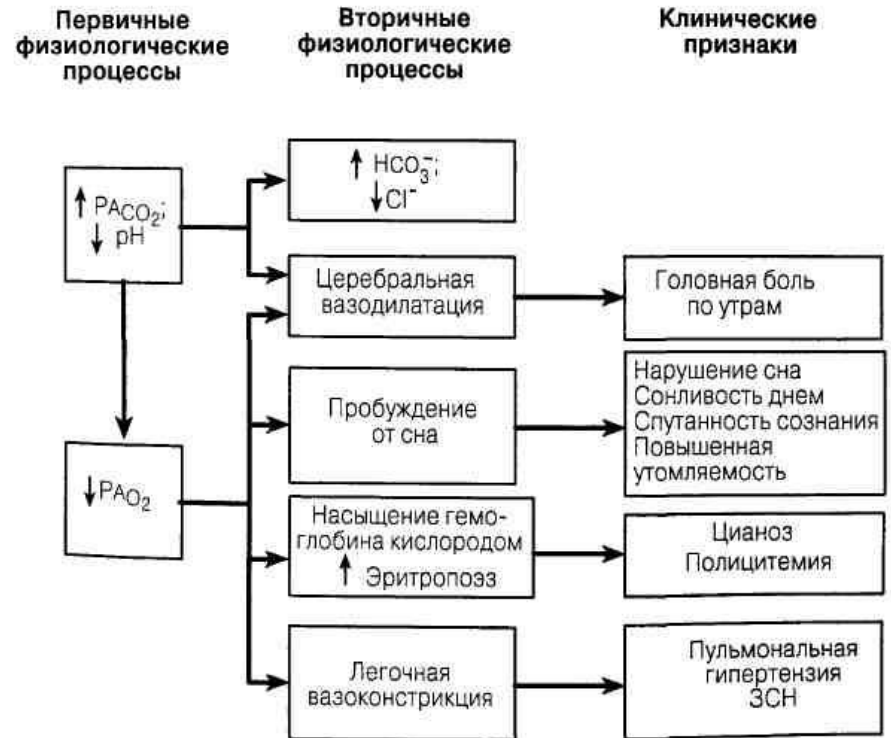 Первичные
физиологические
процессы
Вторичные
физиологические
процессы
Клинические
признаки
↑ PACO2;
↓ pH
↑ HCO3-;
↓Cl-
Церебральная
вазодилатация
Головная боль
по утрам
Пробуждение
от сна
Нарушение сна
Сонливость днем
Спутанность сознания
Повышенная
утомляемость
↓PAO2
Насыщение гемо-
глобина кислородом
↑ Эритропоэз
Цианоз
Полицитемия
Легочная
вазоконстрикция
Пульмональная
гипертензия
ЗСН